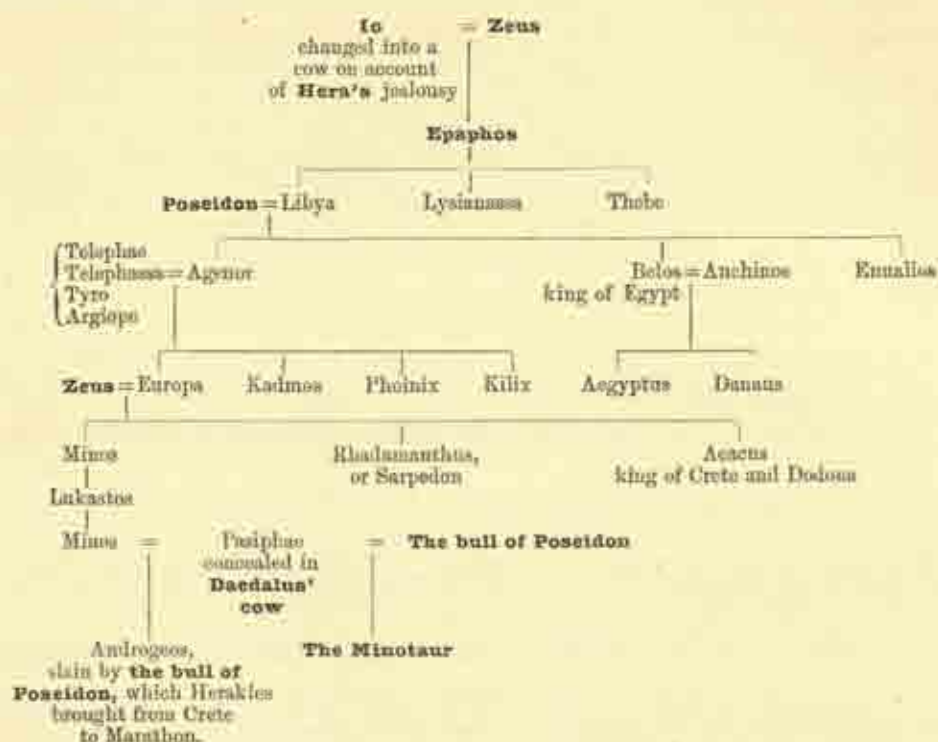 Io = Zeus
changed into a
cow on account
of Hera's jealousy
Epaphos
Poseidon = Libya Lysianassa Thebe
Telephae
Telephassa = Agenor Belos = Anchinoe Ennalios
Tyro king of Egypt
Argiope
Zeus = Europa Kadmos Phoinix Kilix Aegyptus Danaus
Minos Rhadamanthus, Aeacus
or Sarpedon king of Crete and Dodona
Lukastos
Minos = Pasiphae = The bull of Poseidon
concealed in
Daedalus'
cow
Androgeos, The Minotaur
slain by the bull of
Poseidon, which Herakles
brought from Crete
to Marathon.